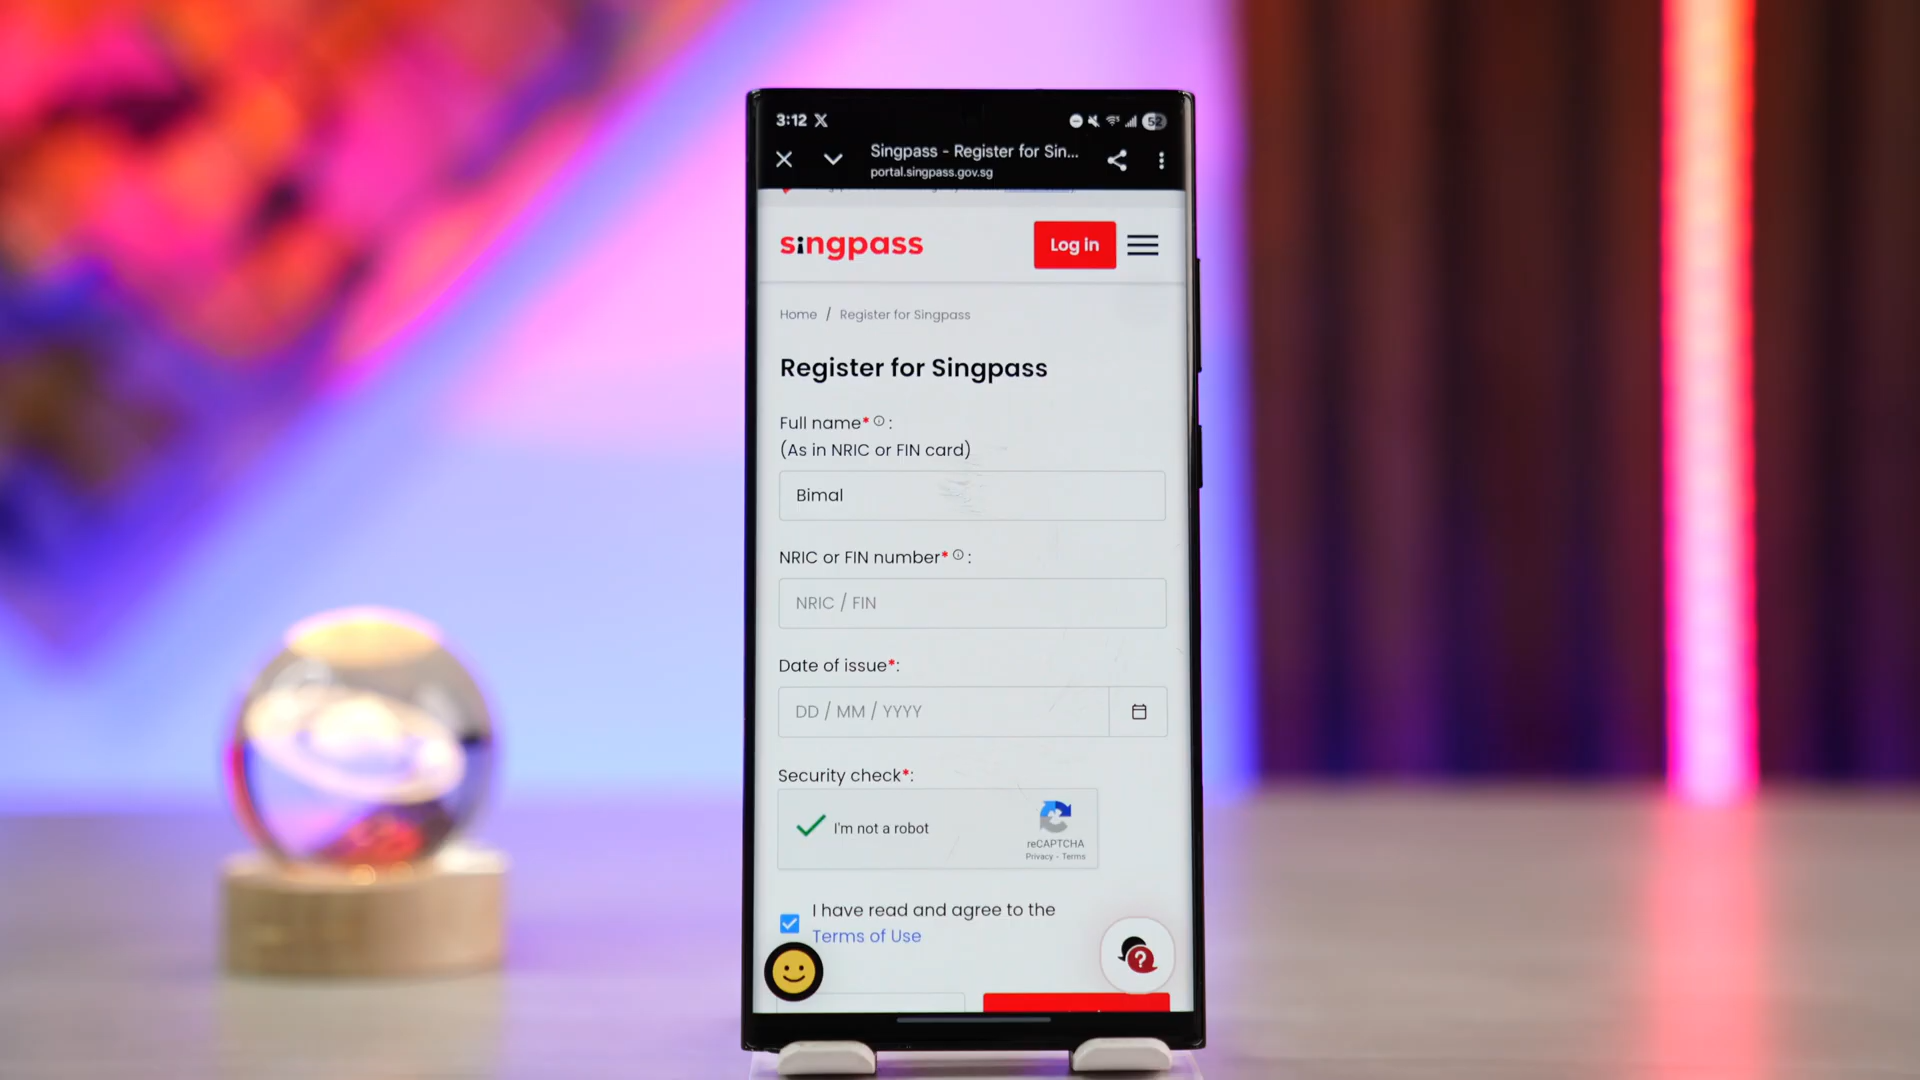 3:12
52
Singpass - Register for Sin...
portal.singpass.gov.sg
singpass
Log in
Home / Register for Singpass
Register for Singpass
Full name* :
(As in NRIC or FIN card)
Bimal
NRIC or FIN number* :
NRIC / FIN
Date of issue*:
DD / MM / YYYY
Security check*:
I'm not a robot
reCAPTCHA
Privacy - Terms
I have read and agree to the
Terms of Use